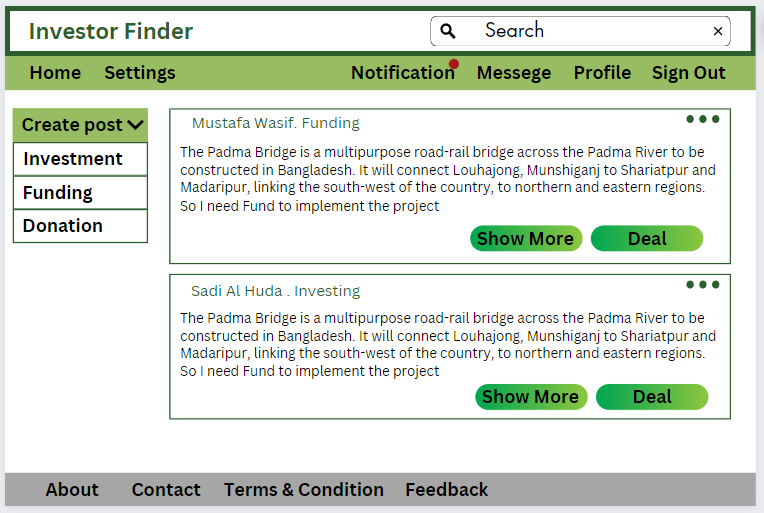 Investor Finder
Search ×
Home Settings Notification Messege Profile Sign Out
Create post
Investment
Funding
Donation
Mustafa Wasif. Funding
The Padma Bridge is a multipurpose road-rail bridge across the Padma River to be
constructed in Bangladesh. It will connect Louhajong, Munshiganj to Shariatpur and
Madaripur, linking the south-west of the country, to northern and eastern regions.
So I need Fund to implement the project
Show More Deal
Sadi Al Huda . Investing
The Padma Bridge is a multipurpose road-rail bridge across the Padma River to be
constructed in Bangladesh. It will connect Louhajong, Munshiganj to Shariatpur and
Madaripur, linking the south-west of the country, to northern and eastern regions.
So I need Fund to implement the project
Show More Deal
About Contact Terms & Condition Feedback